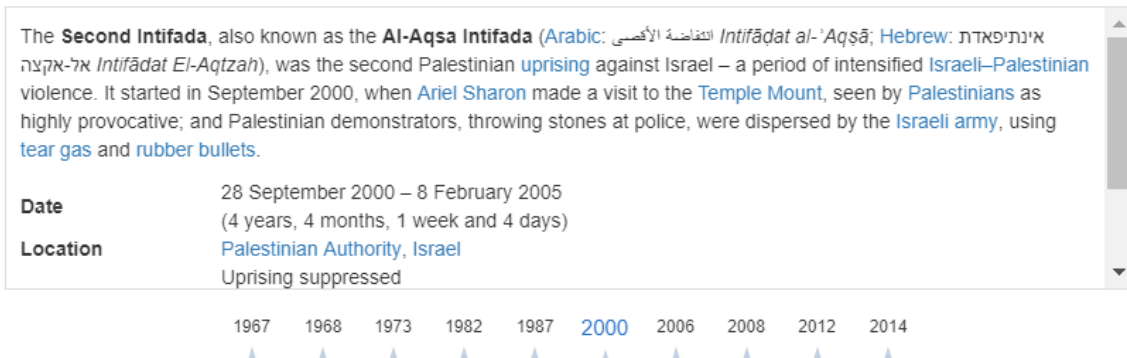 The Second Intifada, also known as the Al-Aqsa Intifada (Arabic: انتفاضة الأقصى Intifāḍat al-ʾAqṣā; Hebrew: אינתיפאדת
אל-אקצה Intifādat El-Aqtzah), was the second Palestinian uprising against Israel – a period of intensified Israeli–Palestinian
violence. It started in September 2000, when Ariel Sharon made a visit to the Temple Mount, seen by Palestinians as
highly provocative; and Palestinian demonstrators, throwing stones at police, were dispersed by the Israeli army, using
tear gas and rubber bullets.
Date 28 September 2000 – 8 February 2005
(4 years, 4 months, 1 week and 4 days)
Location Palestinian Authority, Israel
Uprising suppressed
1967 1968 1973 1982 1987 2000 2006 2008 2012 2014